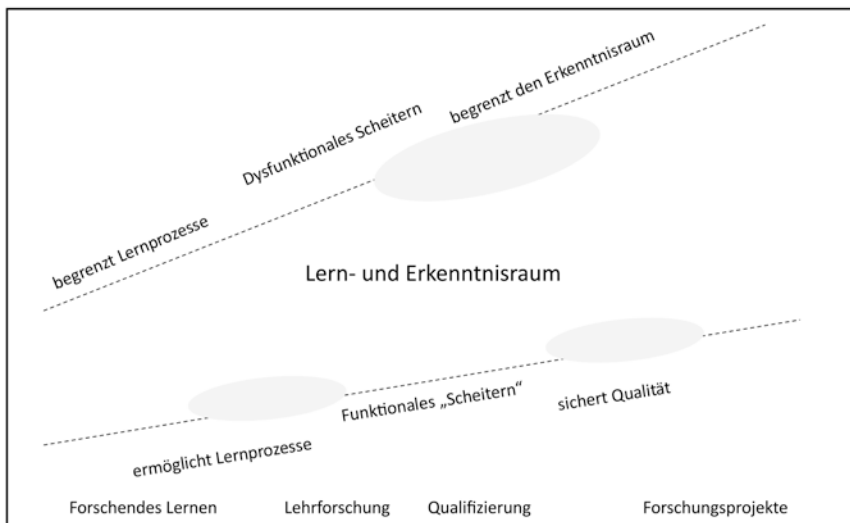 begrenzt den Erkenntnisraum
Dysfunktionales Scheitern
begrenzt Lernprozesse
Lern- und Erkenntnisraum
Funktionales „Scheitern“
sichert Qualität
ermöglicht Lernprozesse
Forschendes Lernen Lehrforschung Qualifizierung Forschungsprojekte